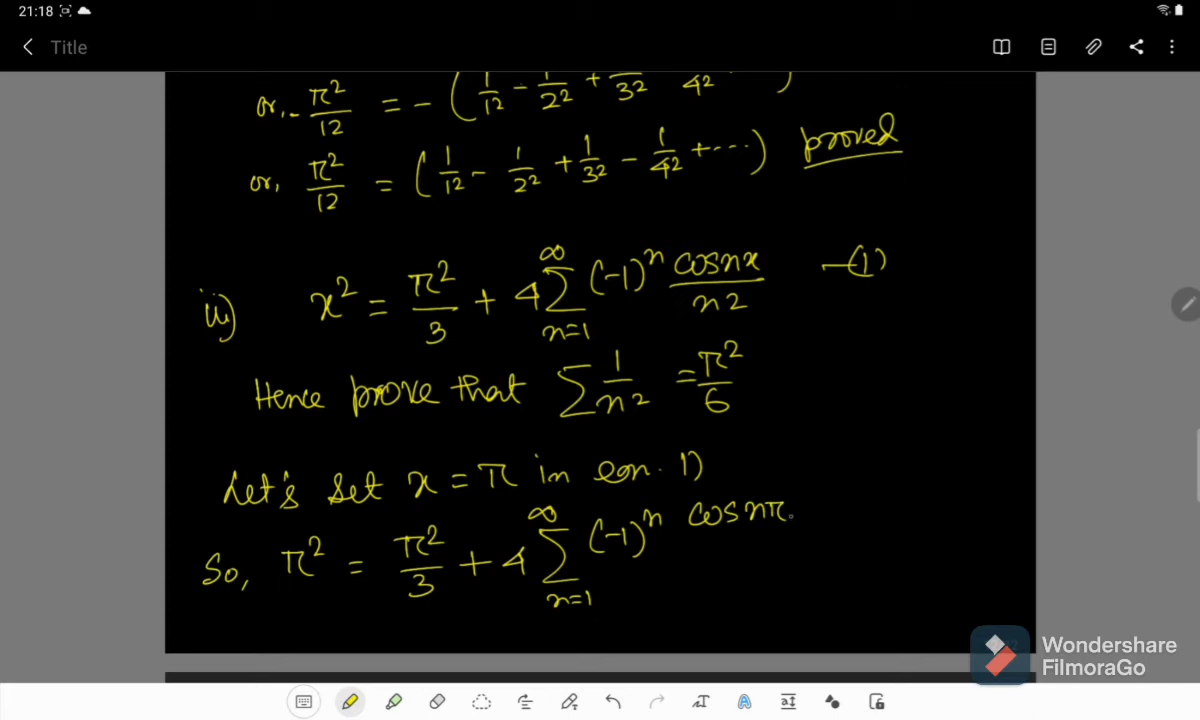 21:18
Title
or, - π²/12 = - (1/1² - 1/2² + 1/3² 4² )
or, π²/12 = (1/1² - 1/2² + 1/3² - 1/4² + ....) proved
ii) x² = π²/3 + 4 ∑_{n=1}^{∞} (-1)ⁿ cosnx/n² —(1)
Hence prove that ∑ 1/n² = π²/6
Let's set x = π in eqn. 1)
So, π² = π²/3 + 4 ∑_{n=1}^{∞} (-1)ⁿ cosnπ
Wondershare
FilmoraGo